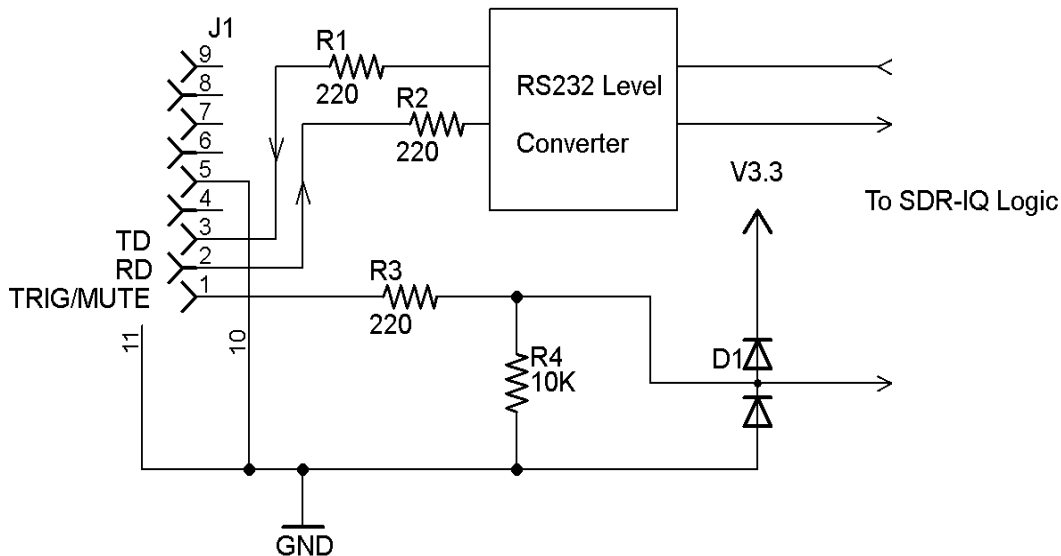 J1
9
8
7
6
5
4
3
2
1
TD
RD
TRIG/MUTE
11
10
R1
220
R2
220
RS232 Level
Converter
V3.3
To SDR-IQ Logic
R3
220
R4
10K
D1
GND